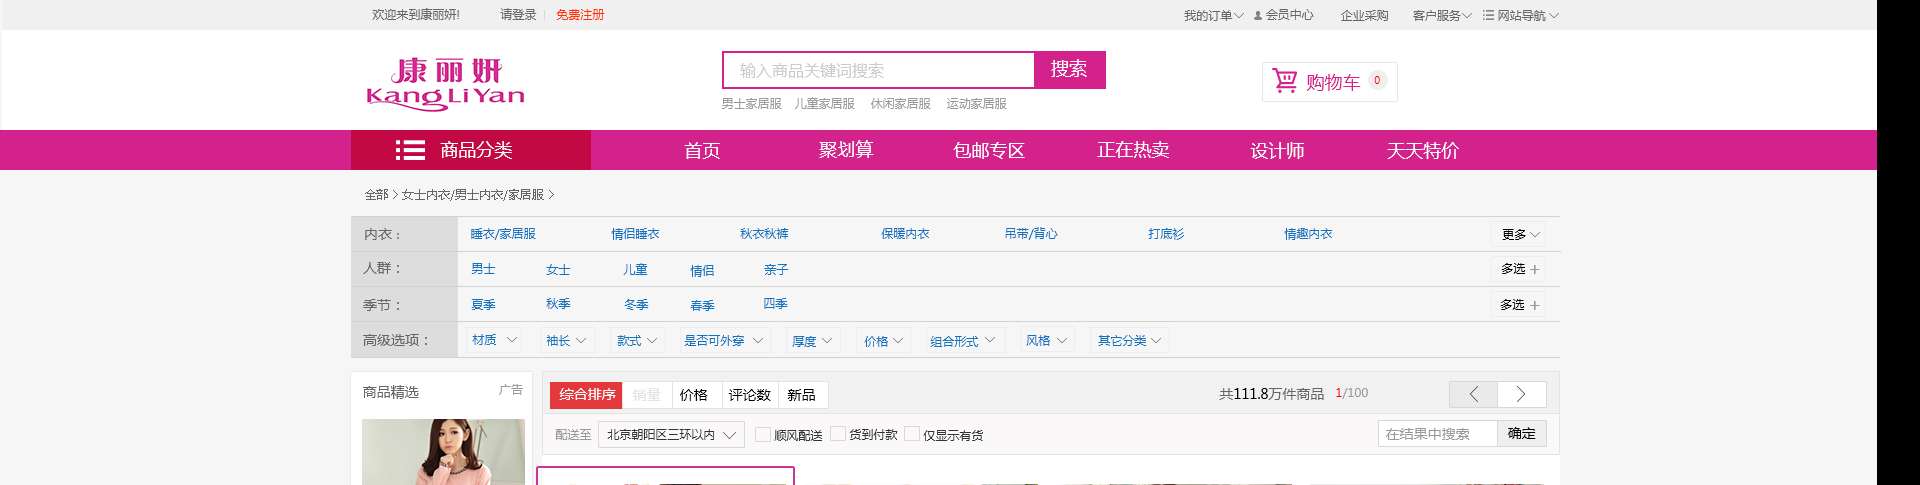 欢迎来到康丽妍! 请登录 免费注册 我的订单 会员中心 企业采购 客户服务 网站导航
康丽妍
KangLiYan
输入商品关键词搜索 搜索 购物车 0
男士家居服 儿童家居服 休闲家居服 运动家居服
商品分类 首页 聚划算 包邮专区 正在热卖 设计师 天天特价
全部 > 女士内衣/男士内衣/家居服 >
内衣： 睡衣/家居服 情侣睡衣 秋衣秋裤 保暖内衣 吊带/背心 打底衫 情趣内衣 更多
人群： 男士 女士 儿童 情侣 亲子 多选 +
季节： 夏季 秋季 冬季 春季 四季 多选 +
高级选项： 材质 袖长 款式 是否可外穿 厚度 价格 组合形式 风格 其它分类
商品精选 广告
综合排序 销量 价格 评论数 新品 共111.8万件商品 1/100
配送至 北京朝阳区三环以内 顺风配送 货到付款 仅显示有货 在结果中搜索 确定